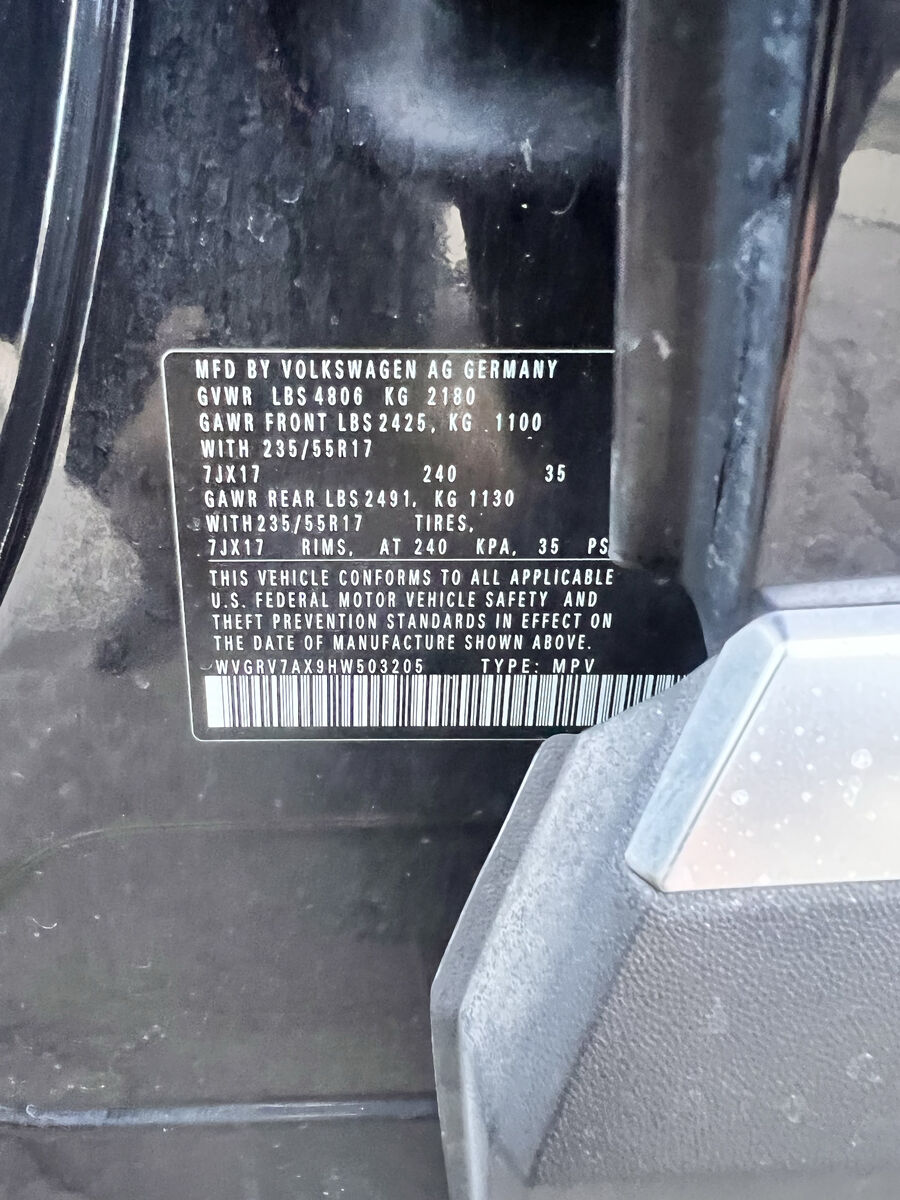 MFD BY VOLKSWAGEN AG GERMANY
GVWR LBS 4806 KG 2180
GAWR FRONT LBS 2425, KG 1100
WITH 235/55R17
7JX17 240 35
GAWR REAR LBS 2491, KG 1130
WITH 235/55R17 TIRES,
7JX17 RIMS, AT 240 KPA, 35 PS
THIS VEHICLE CONFORMS TO ALL APPLICABLE
U.S. FEDERAL MOTOR VEHICLE SAFETY AND
THEFT PREVENTION STANDARDS IN EFFECT ON
THE DATE OF MANUFACTURE SHOWN ABOVE.
WVGRV7AX9HW503205 TYPE: MPV